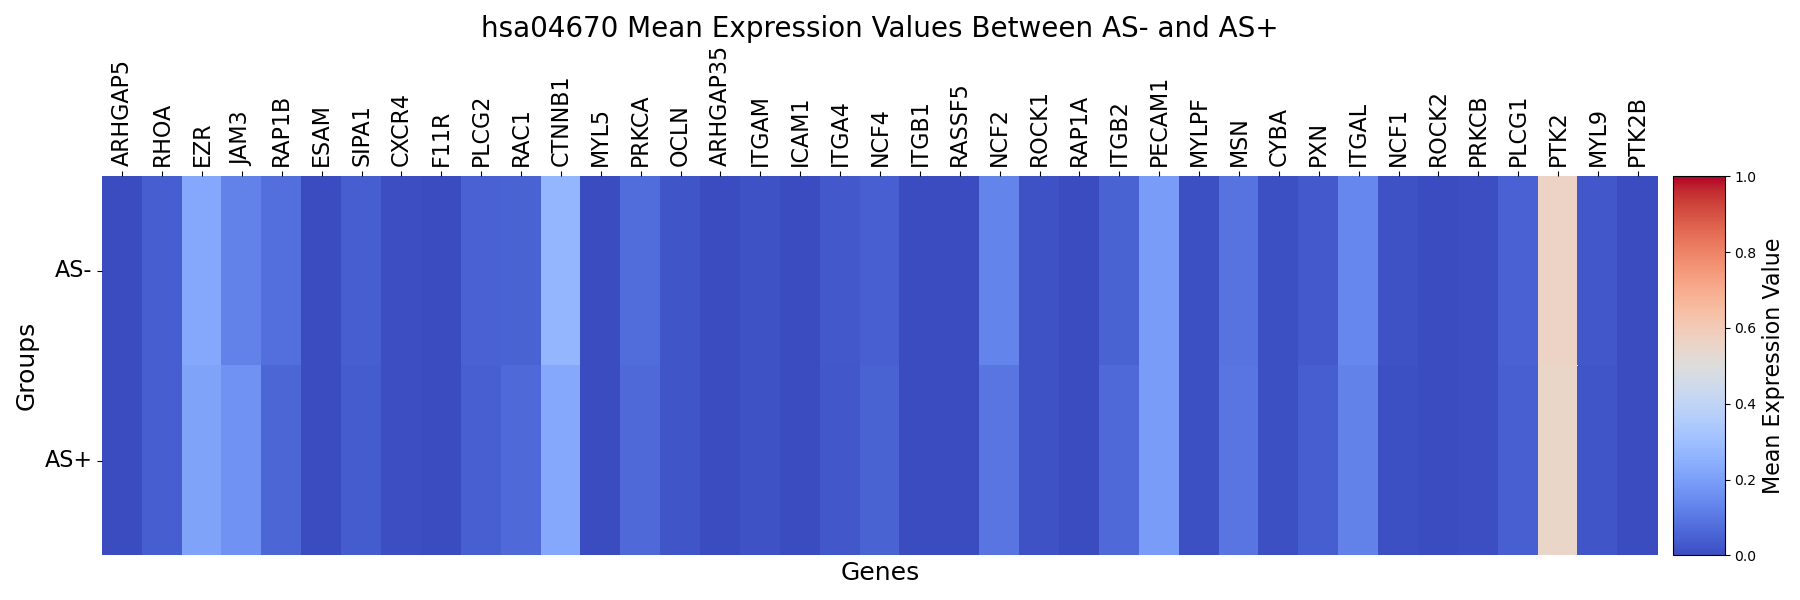 hsa04670 Mean Expression Values Between AS- and AS+
ARHGAP5
RHOA
EZR
JAM3
RAP1B
ESAM
SIPA1
CXCR4
F11R
PLCG2
RAC1
CTNNB1
MYL5
PRKCA
OCLN
ARHGAP35
ITGAM
ICAM1
ITGA4
NCF4
ITGB1
RASSF5
NCF2
ROCK1
RAP1A
ITGB2
PECAM1
MYLPF
MSN
CYBA
PXN
ITGAL
NCF1
ROCK2
PRKCB
PLCG1
PTK2
MYL9
PTK2B
Groups
AS-
AS+
Genes
1.0
0.8
0.6
0.4
0.2
0.0
Mean Expression Value